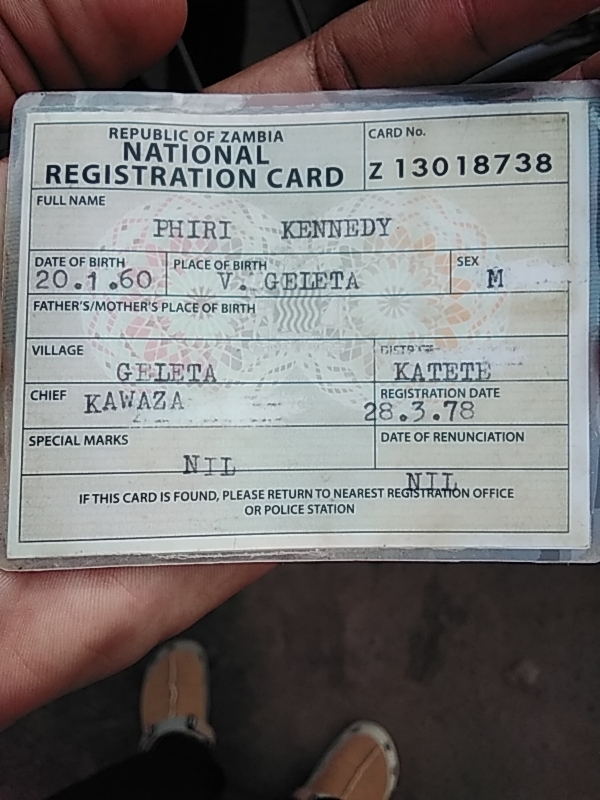 REPUBLIC OF ZAMBIA
NATIONAL
REGISTRATION CARD
CARD No.
Z 13018738
FULL NAME
PHIRI KENNEDY
DATE OF BIRTH
20.1.60
PLACE OF BIRTH
V. GELETA
SEX
M
FATHER'S/MOTHER'S PLACE OF BIRTH
VILLAGE
GELETA
DISTRICT
KATETE
CHIEF
KAWAZA
REGISTRATION DATE
28.3.78
SPECIAL MARKS
NIL
DATE OF RENUNCIATION
NIL
IF THIS CARD IS FOUND, PLEASE RETURN TO NEAREST REGISTRATION OFFICE
OR POLICE STATION